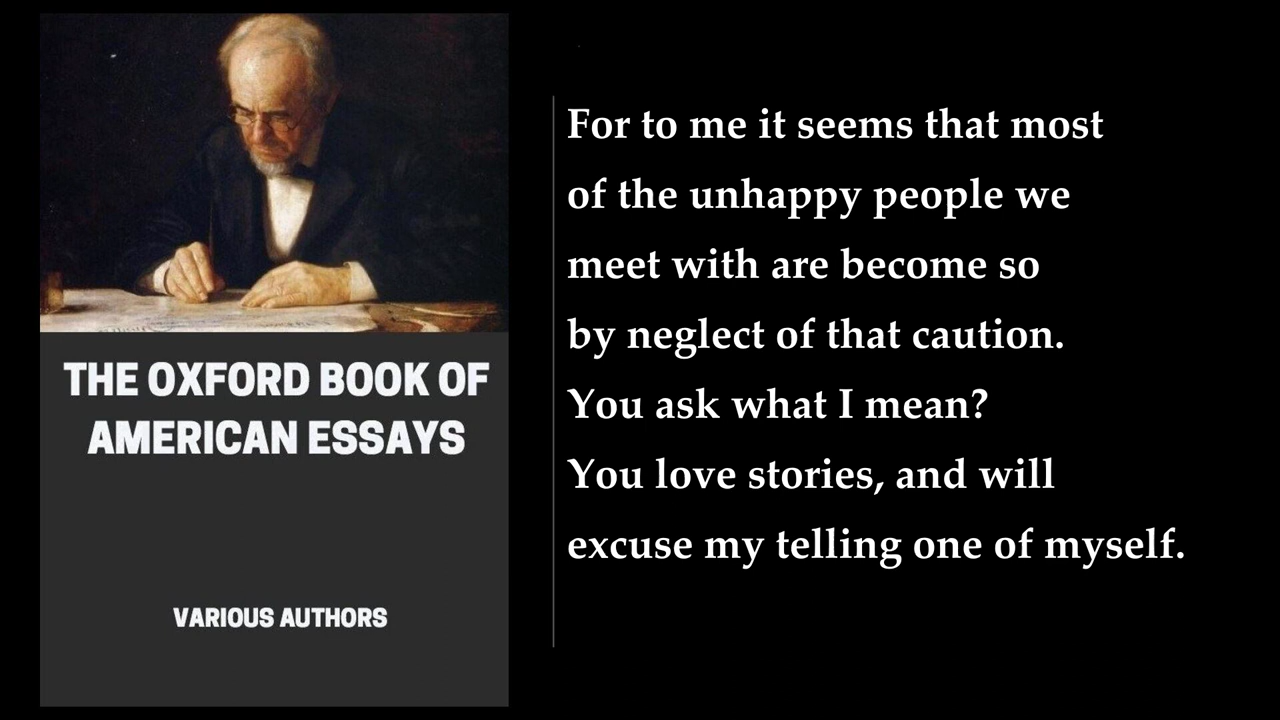 THE OXFORD BOOK OF
AMERICAN ESSAYS
VARIOUS AUTHORS
For to me it seems that most
of the unhappy people we
meet with are become so
by neglect of that caution.
You ask what I mean?
You love stories, and will
excuse my telling one of myself.